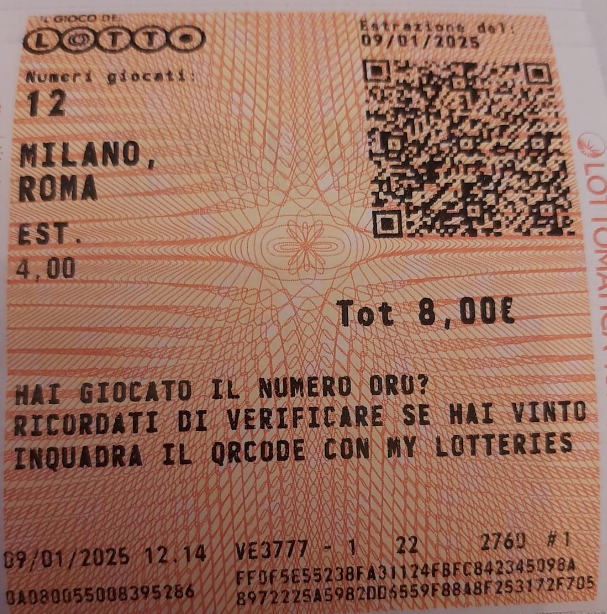 IL GIOCO DEL
LOTTO
Estrazione del:
09/01/2025
Numeri giocati:
12
MILANO,
ROMA
EST.
4,00
Tot 8,00€
HAI GIOCATO IL NUMERO ORO?
RICORDATI DI VERIFICARE SE HAI VINTO
INQUADRA IL QRCODE CON MY LOTTERIES
09/01/2025 12.14 VE3777 - 1 22 2760 #1
FF0F5E55238FA31124FBFC842345098A
0A080055008395286 8972225A5982DD6559F88A8F253172F705
LOTTOMATICA